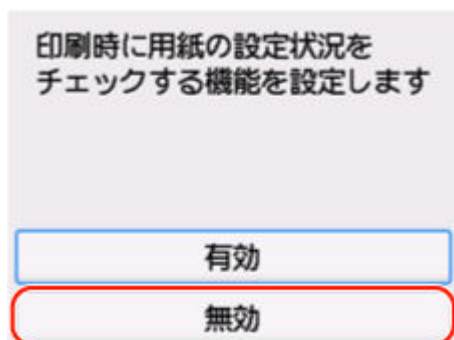 印刷時に用紙の設定状況を
チェックする機能を設定します
有効
無効